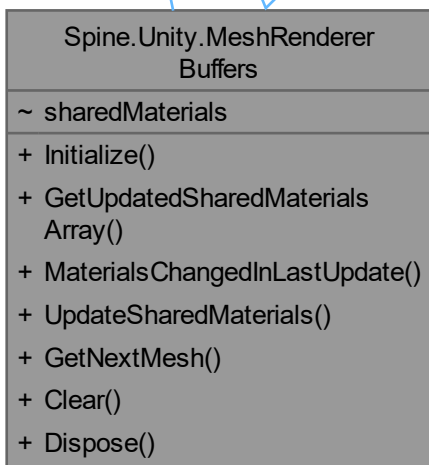 Spine.Unity.MeshRenderer
Buffers
~ sharedMaterials
+ Initialize()
+ GetUpdatedSharedMaterials
Array()
+ MaterialsChangedInLastUpdate()
+ UpdateSharedMaterials()
+ GetNextMesh()
+ Clear()
+ Dispose()